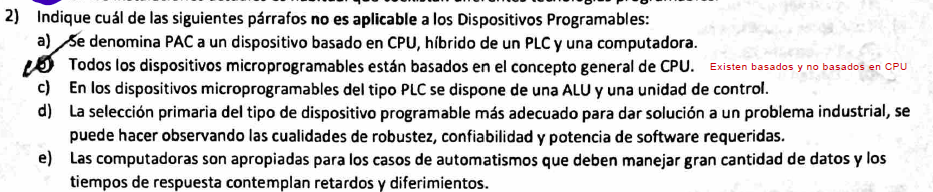 2) Indique cuál de las siguientes párrafos no es aplicable a los Dispositivos Programables:
a) Se denomina PAC a un dispositivo basado en CPU, híbrido de un PLC y una computadora.
Todos los dispositivos microprogramables están basados en el concepto general de CPU. Existen basados y no basados en CPU
c) En los dispositivos microprogramables del tipo PLC se dispone de una ALU y una unidad de control.
d) La selección primaria del tipo de dispositivo programable más adecuado para dar solución a un problema industrial, se
puede hacer observando las cualidades de robustez, confiabilidad y potencia de software requeridas.
e) Las computadoras son apropiadas para los casos de automatismos que deben manejar gran cantidad de datos y los
tiempos de respuesta contemplan retardos y diferimientos.